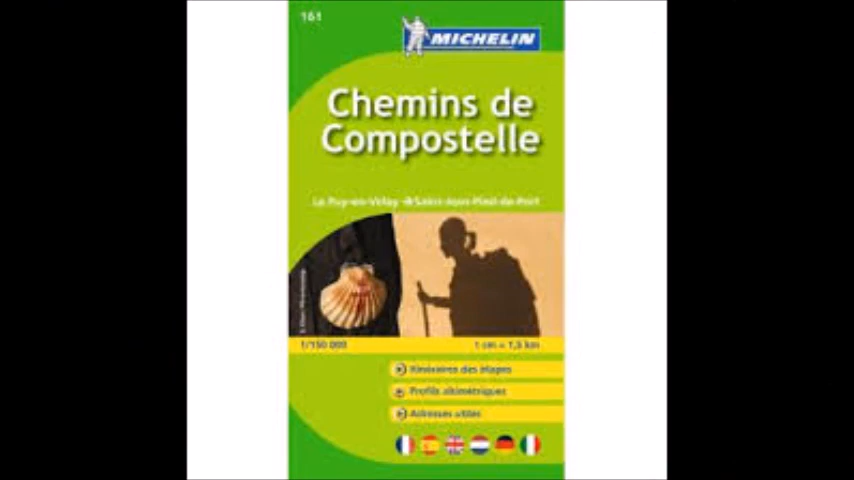 161
MICHELIN
Chemins de
Compostelle
Le Puy-en-Velay Saint-Jean-Pied-de-Port
1/150 000
1 cm = 1,5 km
Itinéraires des étapes
Profils altimétriques
Adresses utiles